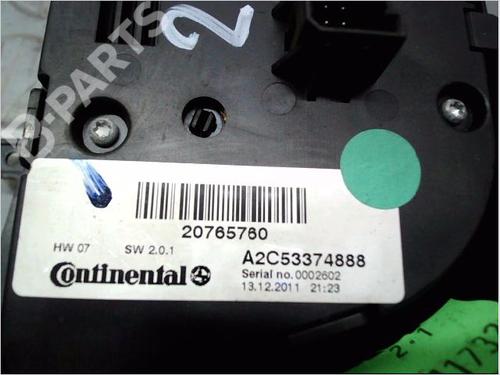 2
B-PARTS
20765760
HW 07 SW 2.0.1
A2C53374888
Continental
Serial no. 0002602
13.12.2011 21:23